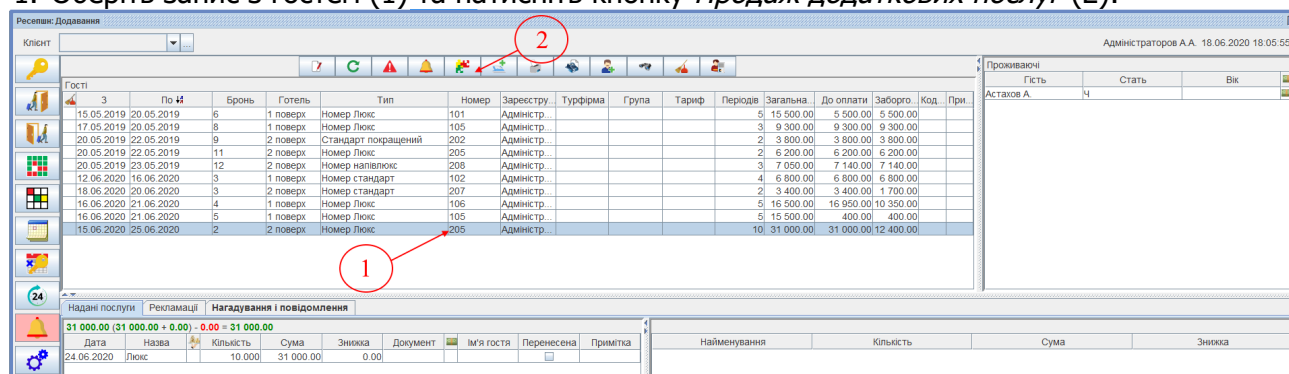 1. Оберіть запис з гостем (1) та натисніть кнопку Продаж додаткових послуг (2).
Ресепшн: Додавання
Клієнт
...
Адміністраторов А.А. 18.06.2020 18:05:55
2
Гості
Проживаючі
Гість Стать Вік
Астахов А. Ч
З По Бронь Готель Тип Номер Зареєстру... Турфірма Група Тариф Періодів Загальна... До оплати Заборго... Код... При...
15.05.2019 20.05.2019 6 1 поверх Номер Люкс 101 Адміністр... 5 15 500.00 5 500.00 5 500.00
17.05.2019 20.05.2019 8 1 поверх Номер Люкс 105 Адміністр... 3 9 300.00 9 300.00 9 300.00
20.05.2019 22.05.2019 9 2 поверх Стандарт покращений 202 Адміністр... 2 3 800.00 3 800.00 3 800.00
20.05.2019 22.05.2019 11 2 поверх Номер Люкс 205 Адміністр... 2 6 200.00 6 200.00 6 200.00
20.05.2019 23.05.2019 12 2 поверх Номер напівлюкс 208 Адміністр... 3 7 050.00 7 140.00 7 140.00
12.06.2020 16.06.2020 3 1 поверх Номер стандарт 102 Адміністр... 4 6 800.00 6 800.00 6 800.00
18.06.2020 20.06.2020 3 2 поверх Номер стандарт 207 Адміністр... 2 3 400.00 3 400.00 1 700.00
16.06.2020 21.06.2020 4 1 поверх Номер Люкс 106 Адміністр... 5 16 500.00 16 950.00 10 350.00
16.06.2020 21.06.2020 5 1 поверх Номер Люкс 105 Адміністр... 5 15 500.00 400.00 400.00
15.06.2020 25.06.2020 2 2 поверх Номер Люкс 205 Адміністр... 10 31 000.00 31 000.00 12 400.00
1
24
Надані послуги Рекламації Нагадування і повідомлення
31 000.00 (31 000.00 + 0.00) - 0.00 = 31 000.00
Дата Назва Кількість Сума Знижка Документ Ім'я гостя Перенесена Примітка
24.06.2020 Люкс 10.000 31 000.00 0.00
Найменування Кількість Сума Знижка